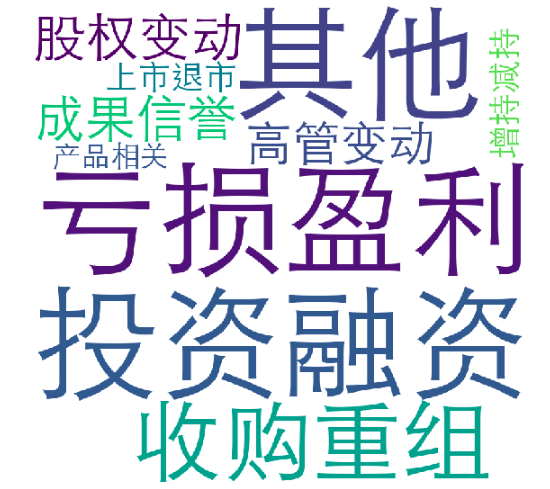 股权变动
其他
上市退市
增持减持
成果信誉
高管变动
产品相关
亏损盈利
投资融资
收购重组